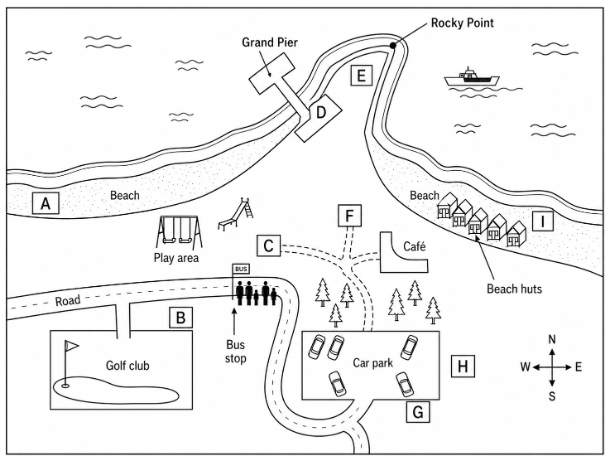 Rocky Point
Grand Pier
E
D
A
Beach
Beach
I
F
Play area
C
Café
Beach huts
BUS
Road
B
Bus
stop
Golf club
Car park
H
G
N
W
E
S